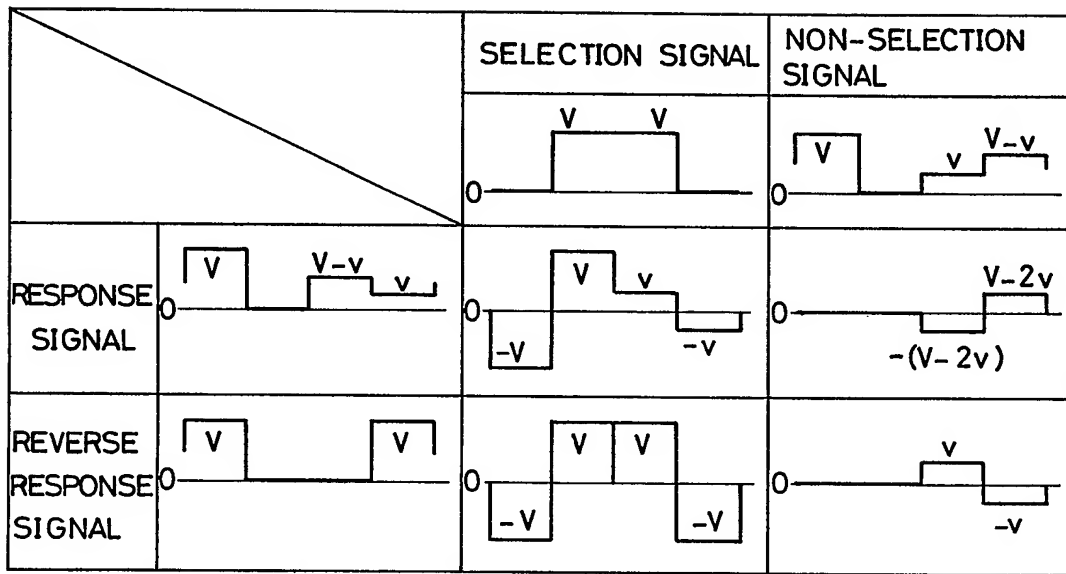 SELECTION SIGNAL
NON-SELECTION
SIGNAL
V V
0
V v V-v
0
RESPONSE
SIGNAL
V V-v v
0
V v
0
-V -v
V-2v
0
-(V-2v)
REVERSE
RESPONSE
SIGNAL
V V
0
V V
0
-V -V
v
0
-v